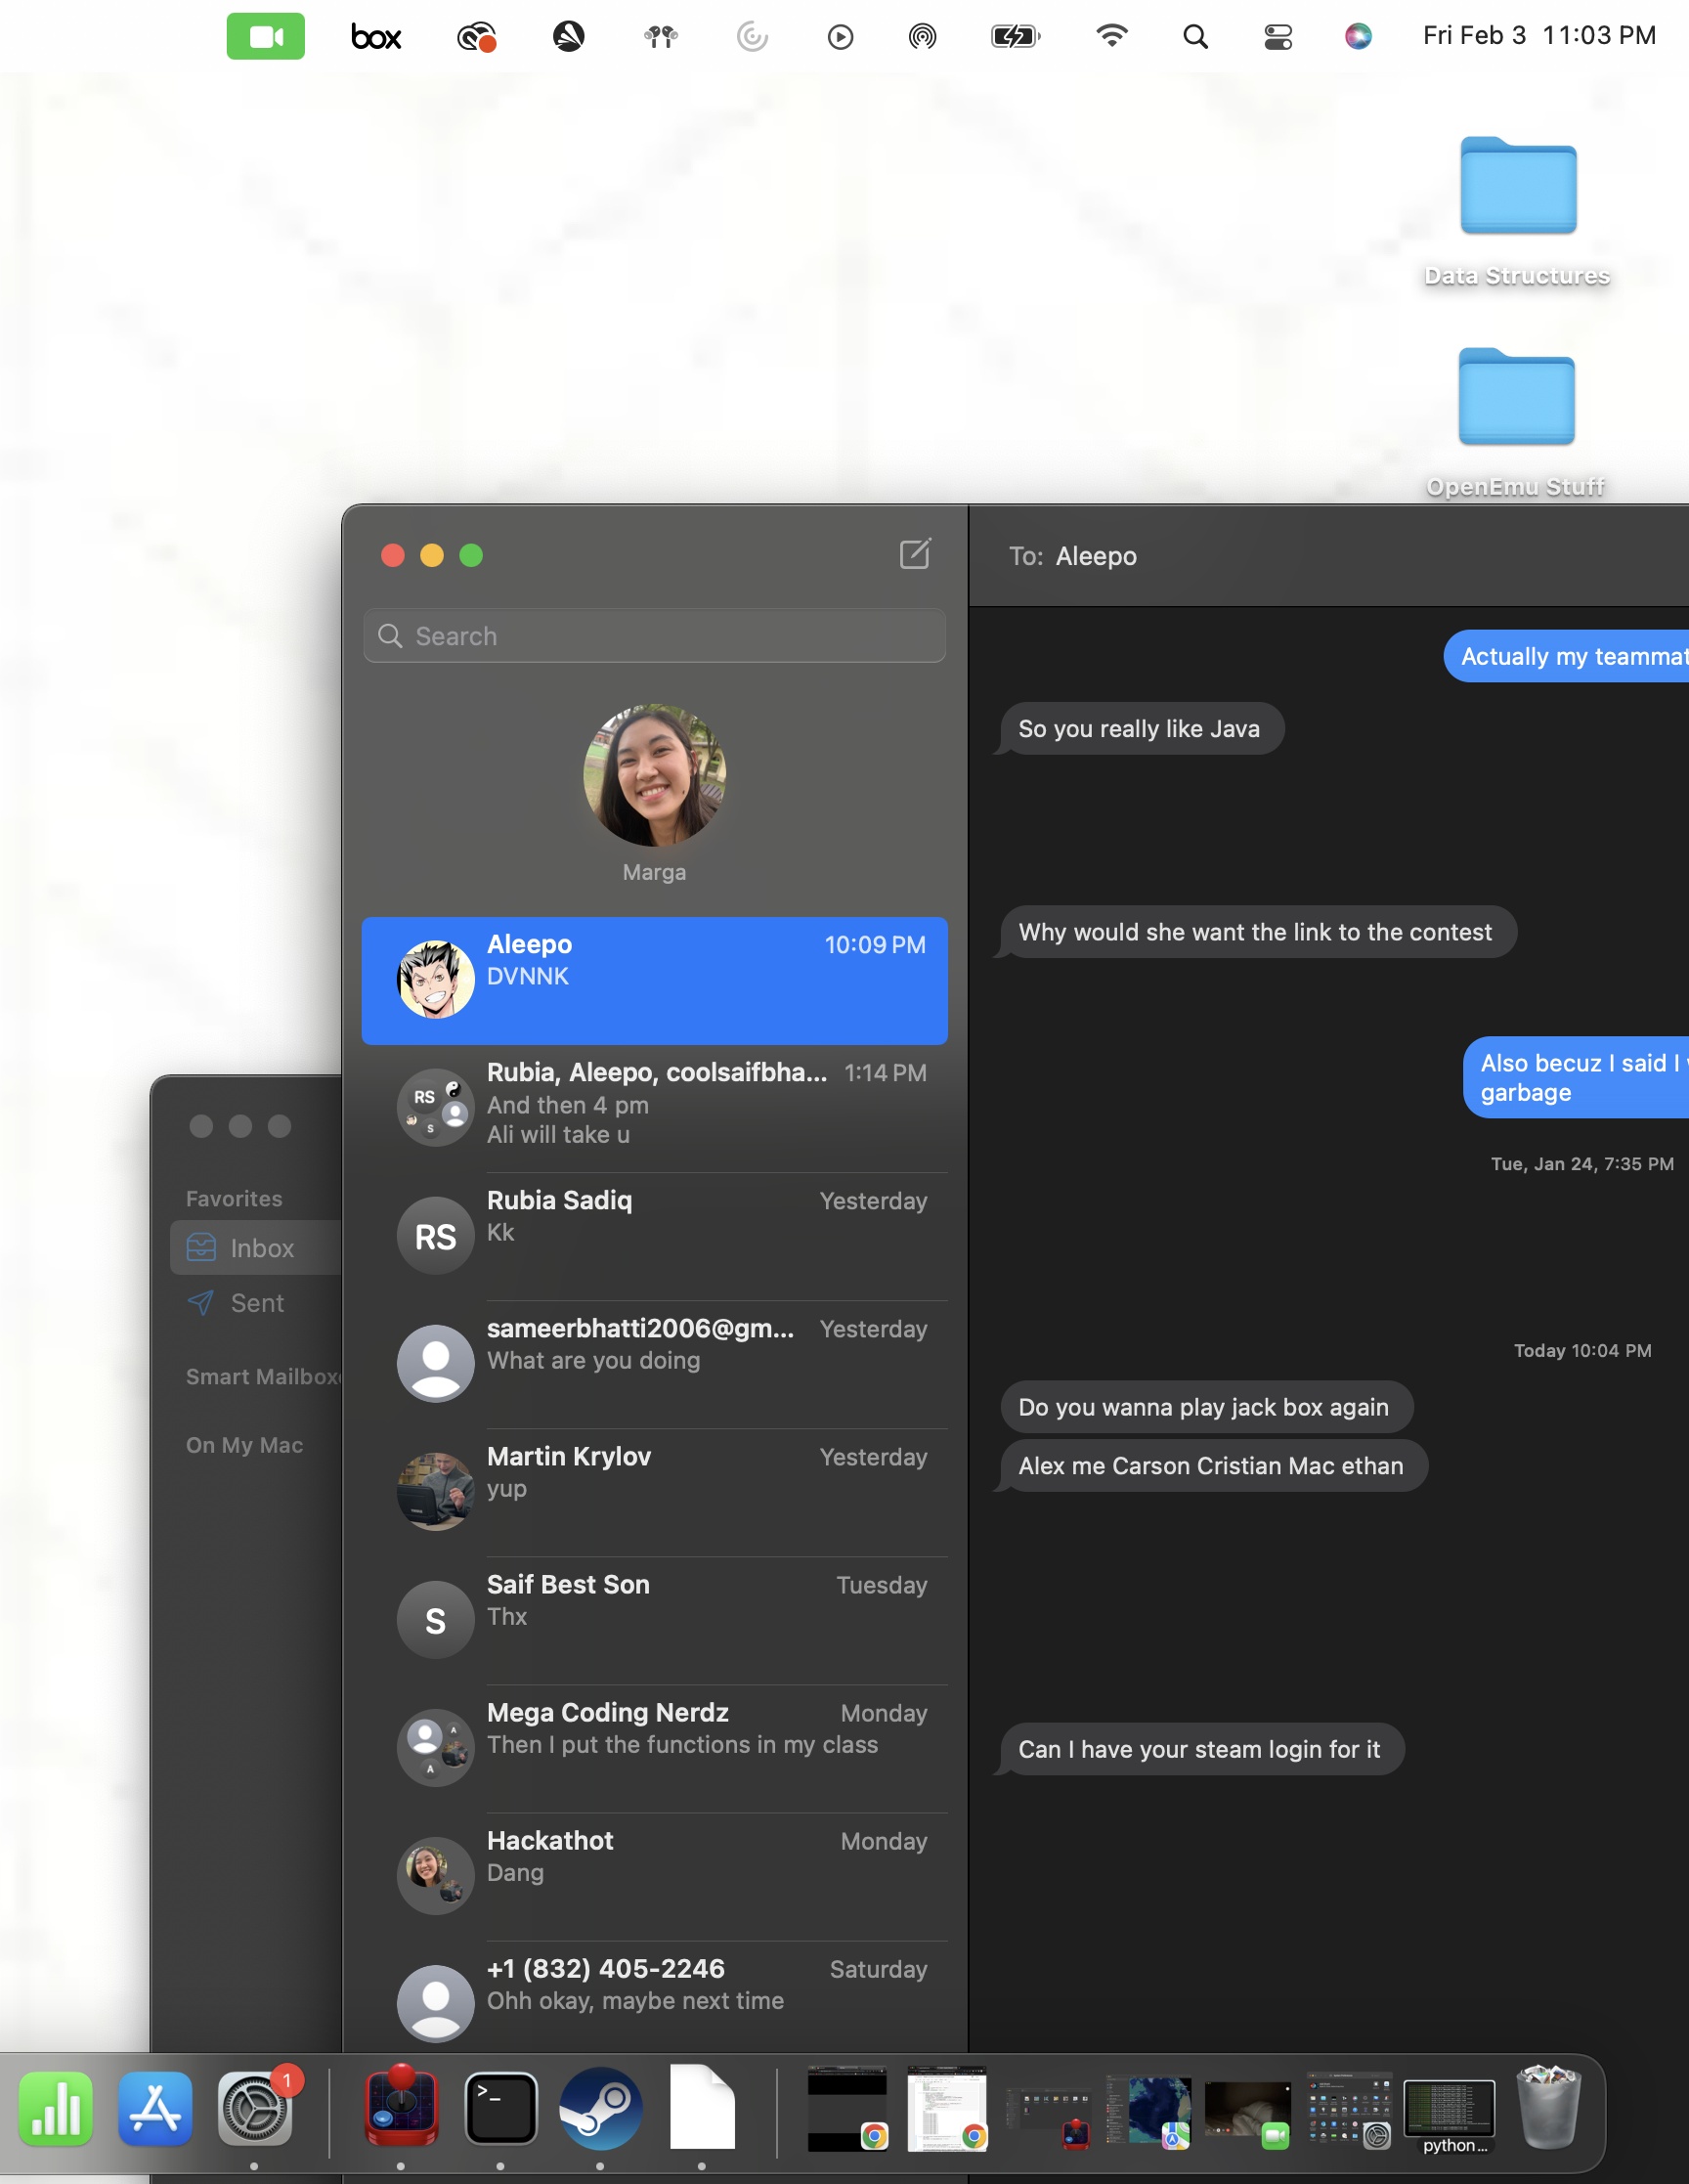 box
Fri Feb 3 11:03 PM
Data Structures
OpenEmu Stuff
To: Aleepo
Search
Marga
Aleepo 10:09 PM
DVNNK
Rubia, Aleepo, coolsaifbha... 1:14 PM
And then 4 pm
Ali will take u
RS
S
Rubia Sadiq Yesterday
Kk
RS
sameerbhatti2006@gm... Yesterday
What are you doing
Martin Krylov Yesterday
yup
Saif Best Son Tuesday
Thx
S
Mega Coding Nerdz Monday
Then I put the functions in my class
A
A
Hackathot Monday
Dang
+1 (832) 405-2246 Saturday
Ohh okay, maybe next time
Actually my teammat
So you really like Java
Why would she want the link to the contest
Also becuz I said I
garbage
Tue, Jan 24, 7:35 PM
Today 10:04 PM
Do you wanna play jack box again
Alex me Carson Cristian Mac ethan
Can I have your steam login for it
Favorites
Inbox
Sent
Smart Mailbox
On My Mac
1
>_
python...